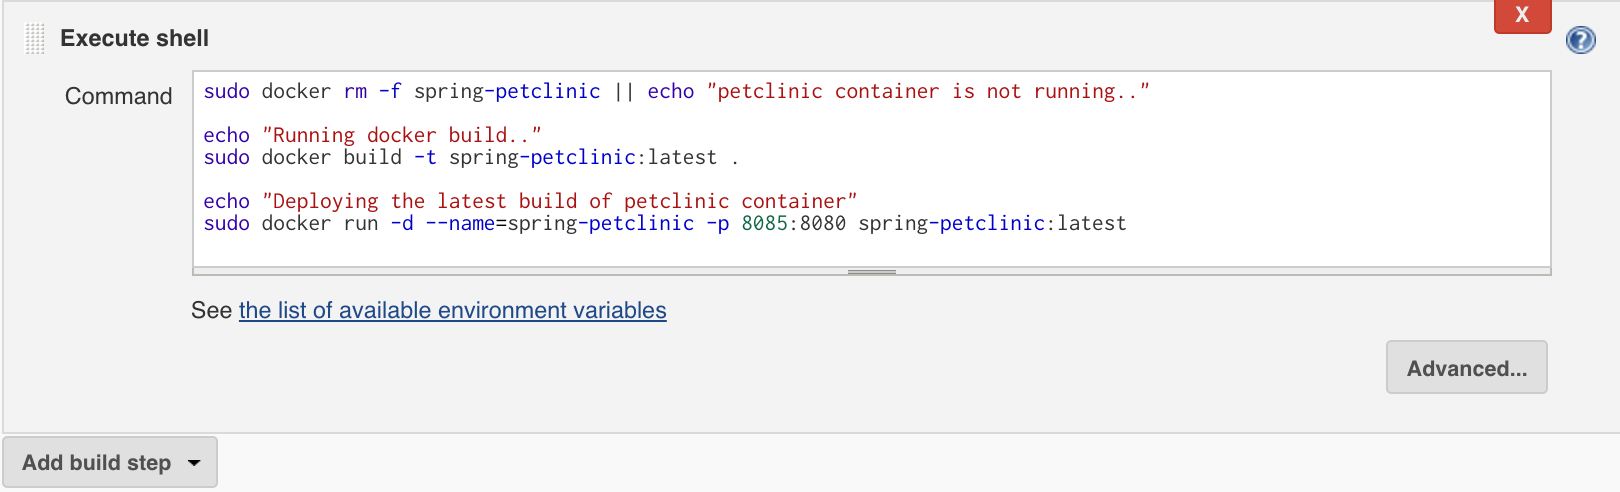 X
Execute shell
?
Command
sudo docker rm -f spring-petclinic || echo "petclinic container is not running.."
echo "Running docker build.."
sudo docker build -t spring-petclinic:latest .
echo "Deploying the latest build of petclinic container"
sudo docker run -d --name=spring-petclinic -p 8085:8080 spring-petclinic:latest
See the list of available environment variables
Advanced...
Add build step